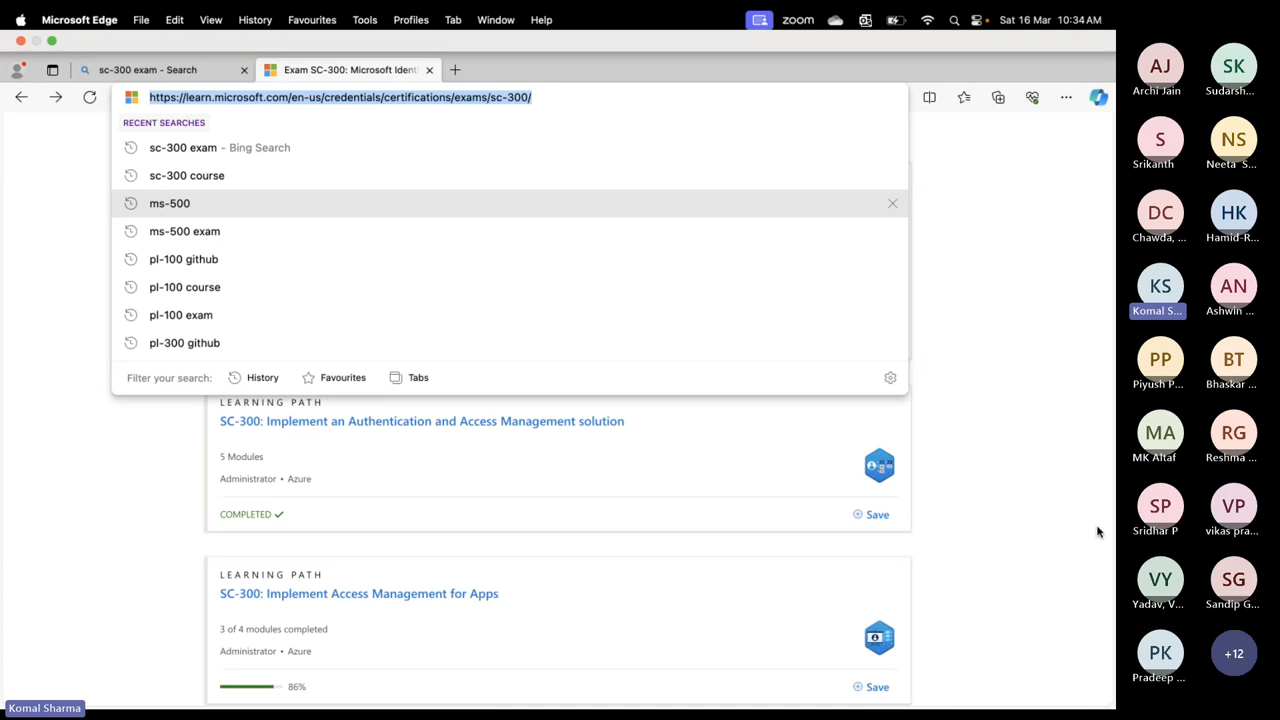 Microsoft Edge File Edit View History Favourites Tools Profiles Tab Window Help zoom Sat 16 Mar 10:34 AM
sc-300 exam - Search Exam SC-300: Microsoft Identi
https://learn.microsoft.com/en-us/credentials/certifications/exams/sc-300/
RECENT SEARCHES
sc-300 exam - Bing Search
sc-300 course
ms-500
ms-500 exam
pl-100 github
pl-100 course
pl-100 exam
pl-300 github
Filter your search: History Favourites Tabs
LEARNING PATH
SC-300: Implement an Authentication and Access Management solution
5 Modules
Administrator • Azure
COMPLETED Save
LEARNING PATH
SC-300: Implement Access Management for Apps
3 of 4 modules completed
Administrator • Azure
86% Save
Komal Sharma
AJ SK
Archi Jain Sudarsh...
S NS
Srikanth Neeta S...
DC HK
Chawda, ... Hamid-R...
KS AN
Komal S... Ashwin ...
PP BT
Piyush P... Bhaskar ...
MA RG
MK Altaf Reshma ...
SP VP
Sridhar P vikas pra...
VY SG
Yadav, V... Sandip G...
PK +12
Pradeep ...